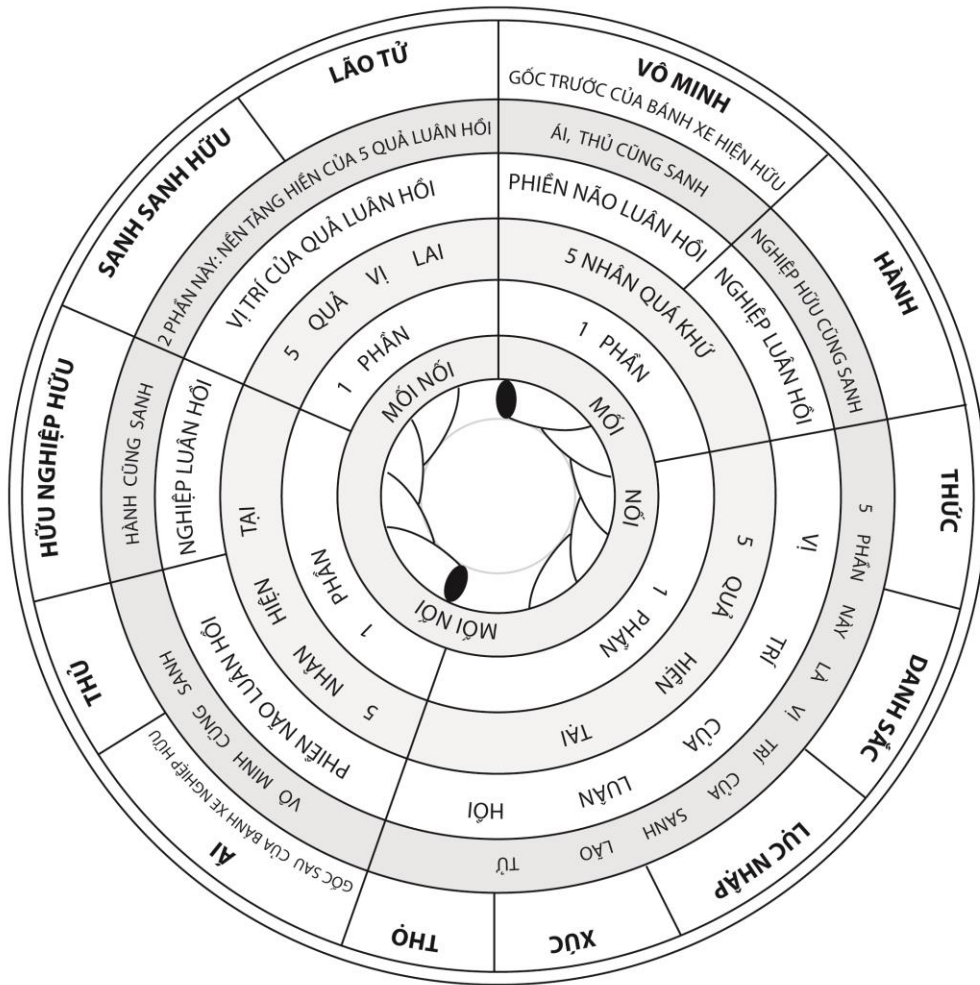 VÔ MINH
GỐC TRƯỚC CỦA BÁNH XE HIỆN HỮU
HÀNH
THỨC
DANH SẮC
LỤC NHẬP
XÚC
THỌ
ÁI
GỐC SAU CỦA BÁNH XE NGHIỆP HỮU
THỦ
HỮU NGHIỆP HỮU
SANH SANH HỮU
LÃO TỬ
ÁI, THỦ CŨNG SANH
NGHIỆP HỮU CŨNG SANH
5 PHẦN NÀY LÀ VỊ TRÍ CỦA SANH LÃO TỬ
VÔ MINH CŨNG SANH
HÀNH CŨNG SANH
2 PHẦN NÀY: NỀN TẢNG HIỂN CỦA 5 QUẢ LUÂN HỒI
PHIỀN NÃO LUÂN HỒI
NGHIỆP LUÂN HỒI
VỊ TRÍ CỦA LUÂN HỒI
PHIỀN NÃO LUÂN HỒI
NGHIỆP LUÂN HỒI
VỊ TRÍ CỦA QUẢ LUÂN HỒI
5 NHÂN QUÁ KHỨ
5 QUẢ HIỆN TẠI
5 NHÂN HIỆN TẠI
5 QUẢ VỊ LAI
1 PHẦN
1 PHẦN
1 PHẦN
1 PHẦN
MỐI NỐI
MỐI NỐI
MỐI NỐI